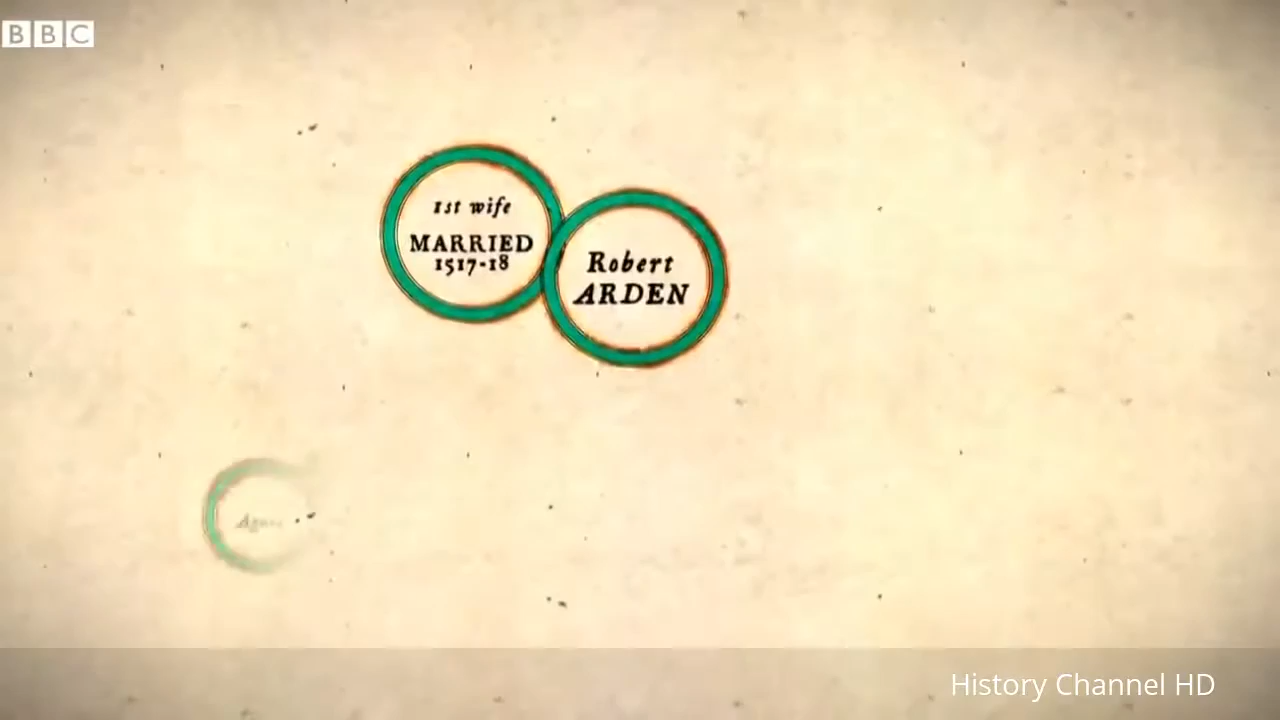 BBC
1st wife
MARRIED
1517-18
Robert
ARDEN
History Channel HD